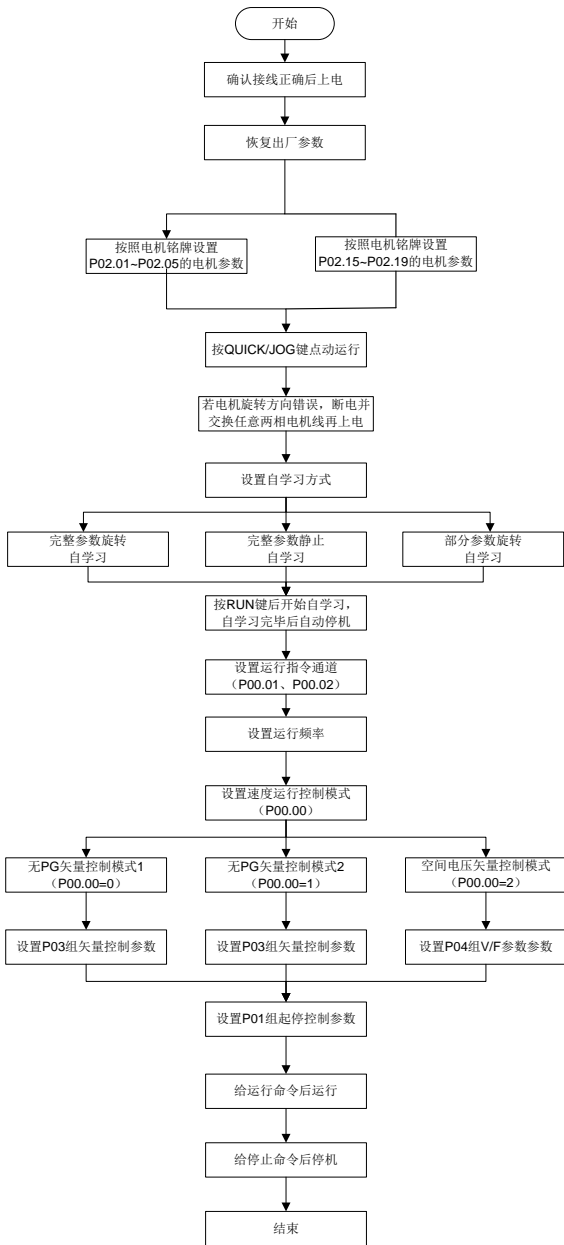 开始
确认接线正确后上电
恢复出厂参数
按照电机铭牌设置
P02.01~P02.05的电机参数
按照电机铭牌设置
P02.15~P02.19的电机参数
按QUICK/JOG键点动运行
若电机旋转方向错误，断电并
交换任意两相电机线再上电
设置自学习方式
完整参数旋转
自学习
完整参数静止
自学习
部分参数旋转
自学习
按RUN键后开始自学习，
自学习完毕后自动停机
设置运行指令通道
（P00.01、P00.02）
设置运行频率
设置速度运行控制模式
（P00.00）
无PG矢量控制模式1
（P00.00=0）
无PG矢量控制模式2
（P00.00=1）
空间电压矢量控制模式
（P00.00=2）
设置P03组矢量控制参数
设置P03组矢量控制参数
设置P04组V/F参数参数
设置P01组起停控制参数
给运行命令后运行
给停止命令后停机
结束